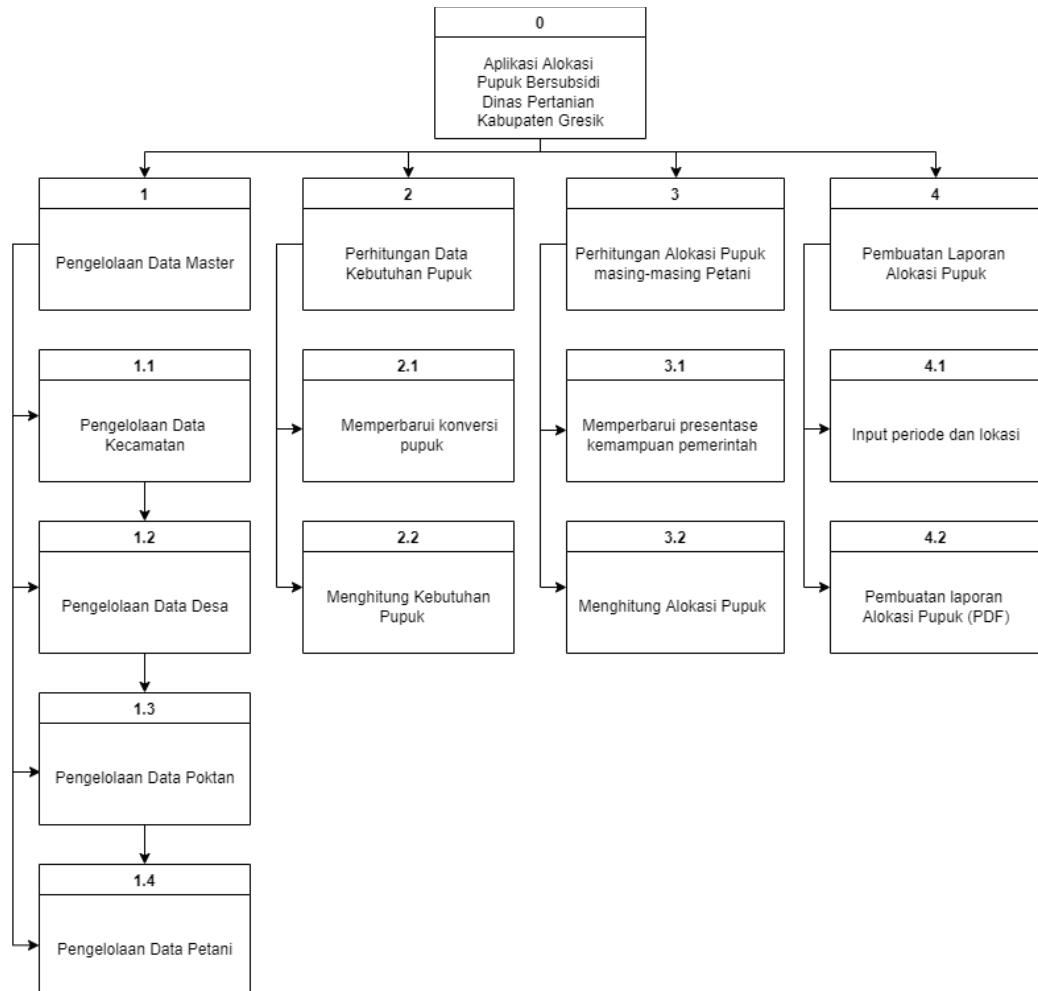 0
Aplikasi Alokasi
Pupuk Bersubsidi
Dinas Pertanian
Kabupaten Gresik
1
Pengelolaan Data Master
2
Perhitungan Data
Kebutuhan Pupuk
3
Perhitungan Alokasi Pupuk
masing-masing Petani
4
Pembuatan Laporan
Alokasi Pupuk
1.1
Pengelolaan Data
Kecamatan
2.1
Memperbarui konversi
pupuk
3.1
Memperbarui presentase
kemampuan pemerintah
4.1
Input periode dan lokasi
1.2
Pengelolaan Data Desa
2.2
Menghitung Kebutuhan
Pupuk
3.2
Menghitung Alokasi Pupuk
4.2
Pembuatan laporan
Alokasi Pupuk (PDF)
1.3
Pengelolaan Data Poktan
1.4
Pengelolaan Data Petani